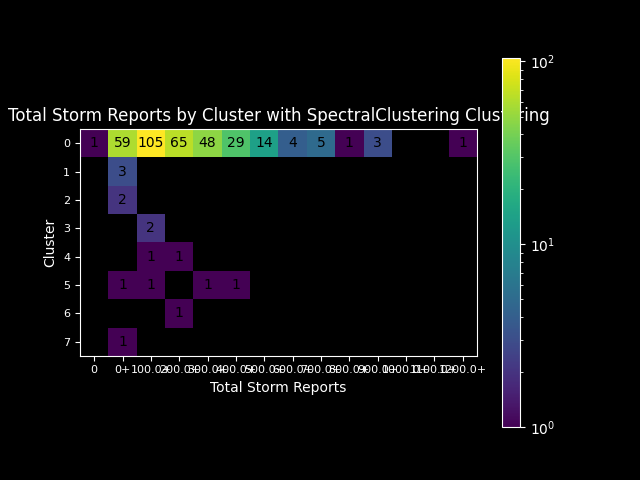 Total Storm Reports by Cluster with SpectralClustering Clustering
10²
0 1 59 105 65 48 29 14 4 5 1 3 1
1 3
2 2
3 2
4 1 1
10¹
5 1 1 1 1
6 1
7 1
Cluster
0 0+ 100.0+ 200.0+ 300.0+ 400.0+ 500.0+ 600.0+ 700.0+ 800.0+ 900.0+ 1000.0+ 1100.0+ 1200.0+
Total Storm Reports
10⁰